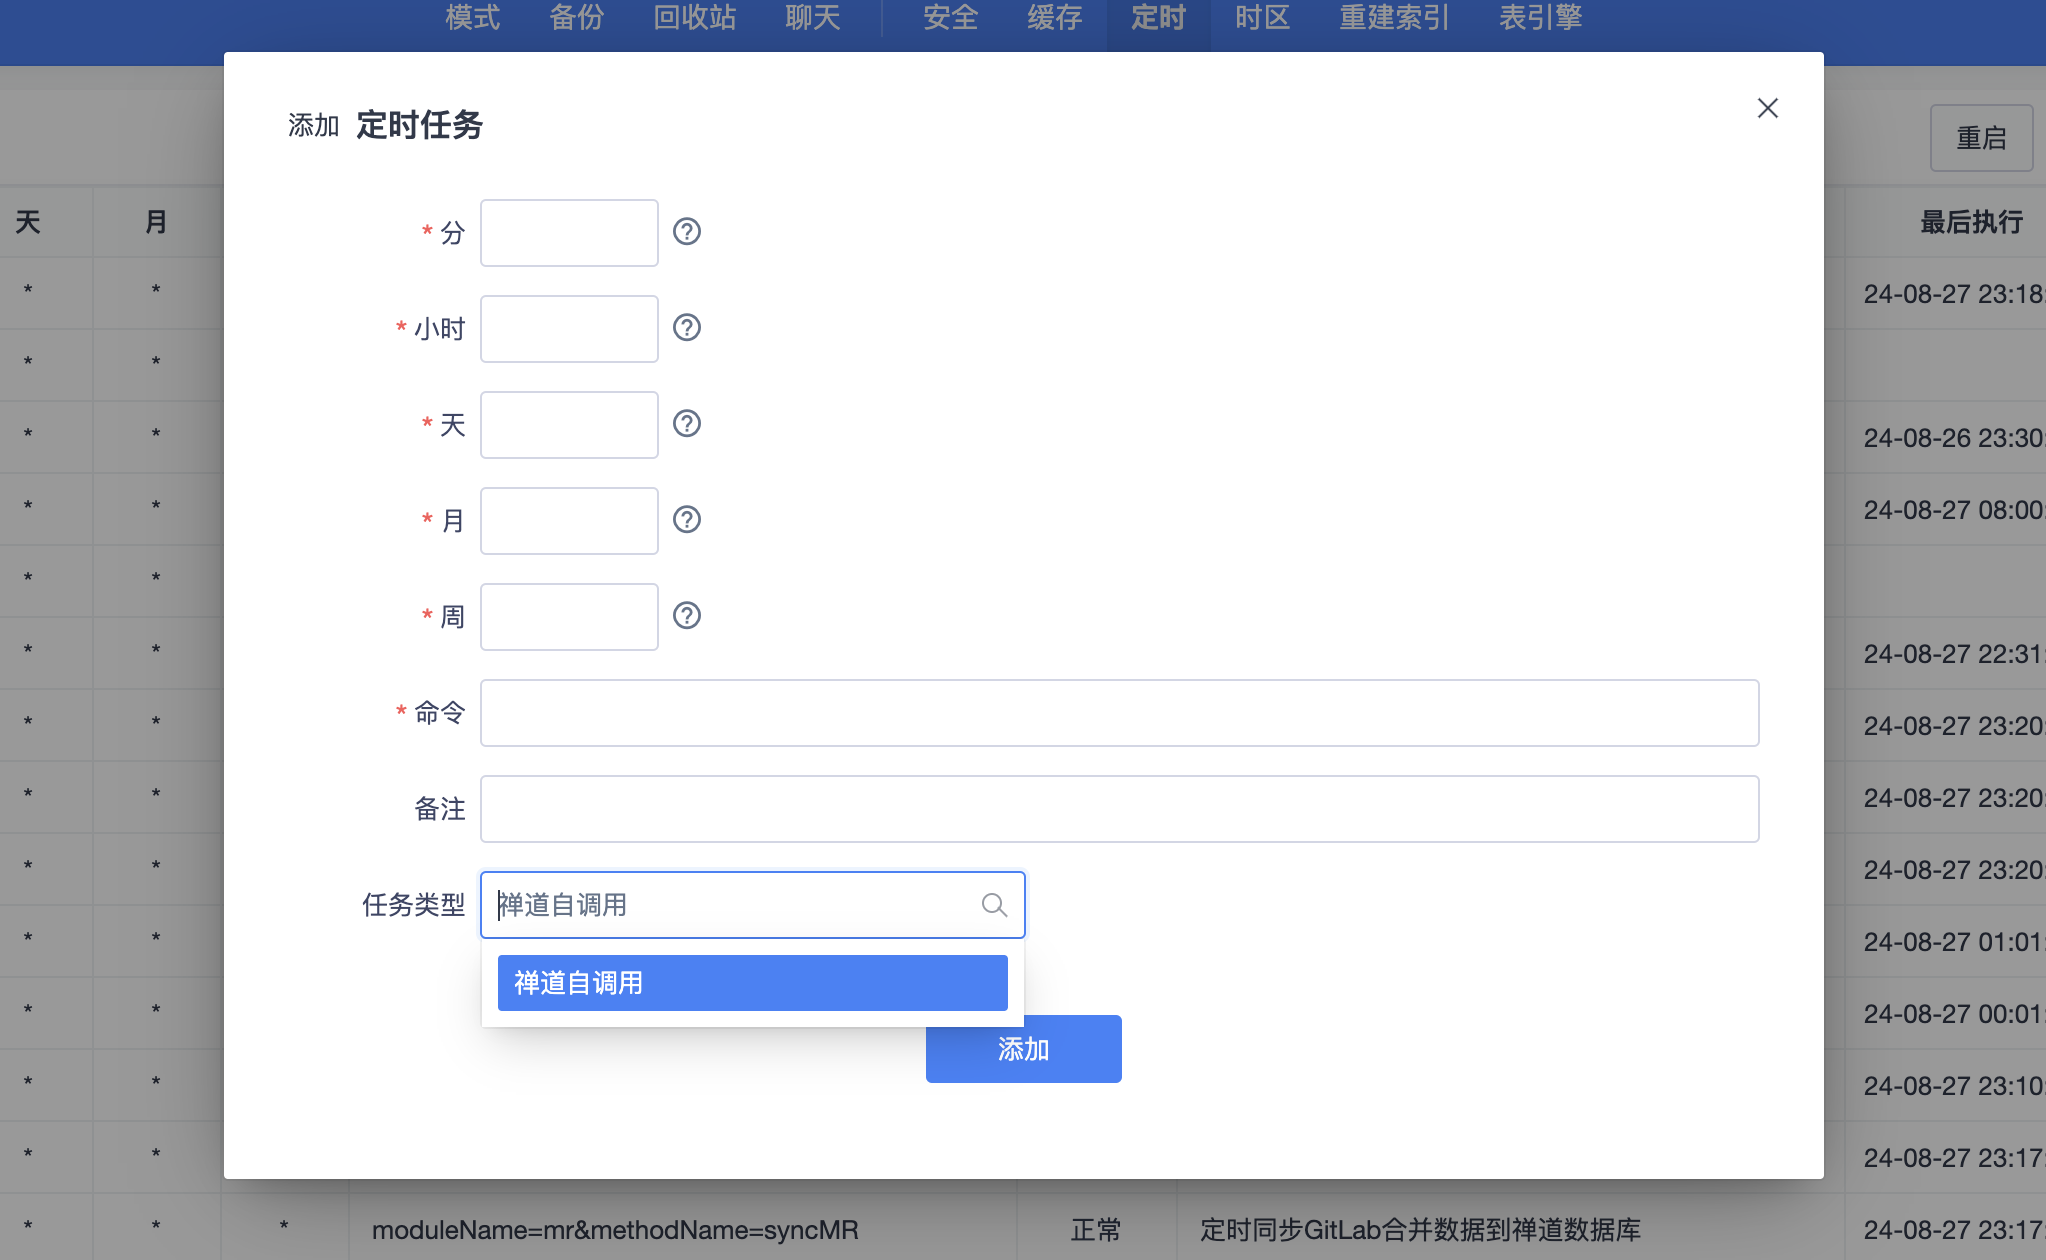 模式 备份 回收站 聊天 安全 缓存 定时 时区 重建索引 表引擎
添加 定时任务
重启
天 月 最后执行
* 分
* * 24-08-27 23:18:
* 小时
* *
* 天
* * 24-08-26 23:30:
* * 24-08-27 08:00:
* 月
* *
* 周
* * 24-08-27 22:31:
* 命令
* * 24-08-27 23:20:
* * 24-08-27 23:20:
备注
* * 24-08-27 23:20:
任务类型 禅道自调用
* * 24-08-27 01:01:
禅道自调用
* * 24-08-27 00:01:
添加
* * 24-08-27 23:10:
* * 24-08-27 23:17:
* * * moduleName=mr&methodName=syncMR 正常 定时同步GitLab合并数据到禅道数据库 24-08-27 23:17: